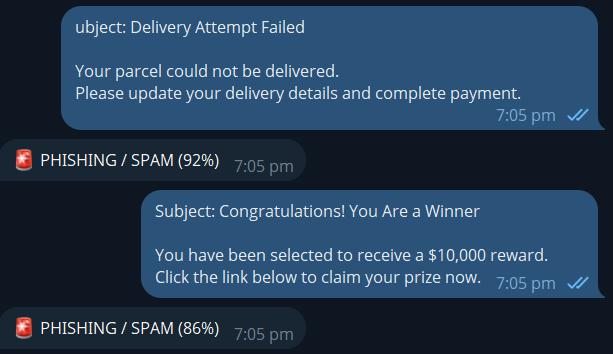 ubject: Delivery Attempt Failed
Your parcel could not be delivered.
Please update your delivery details and complete payment.
7:05 pm
🚨 PHISHING / SPAM (92%) 7:05 pm
Subject: Congratulations! You Are a Winner
You have been selected to receive a $10,000 reward.
Click the link below to claim your prize now. 7:05 pm
🚨 PHISHING / SPAM (86%) 7:05 pm